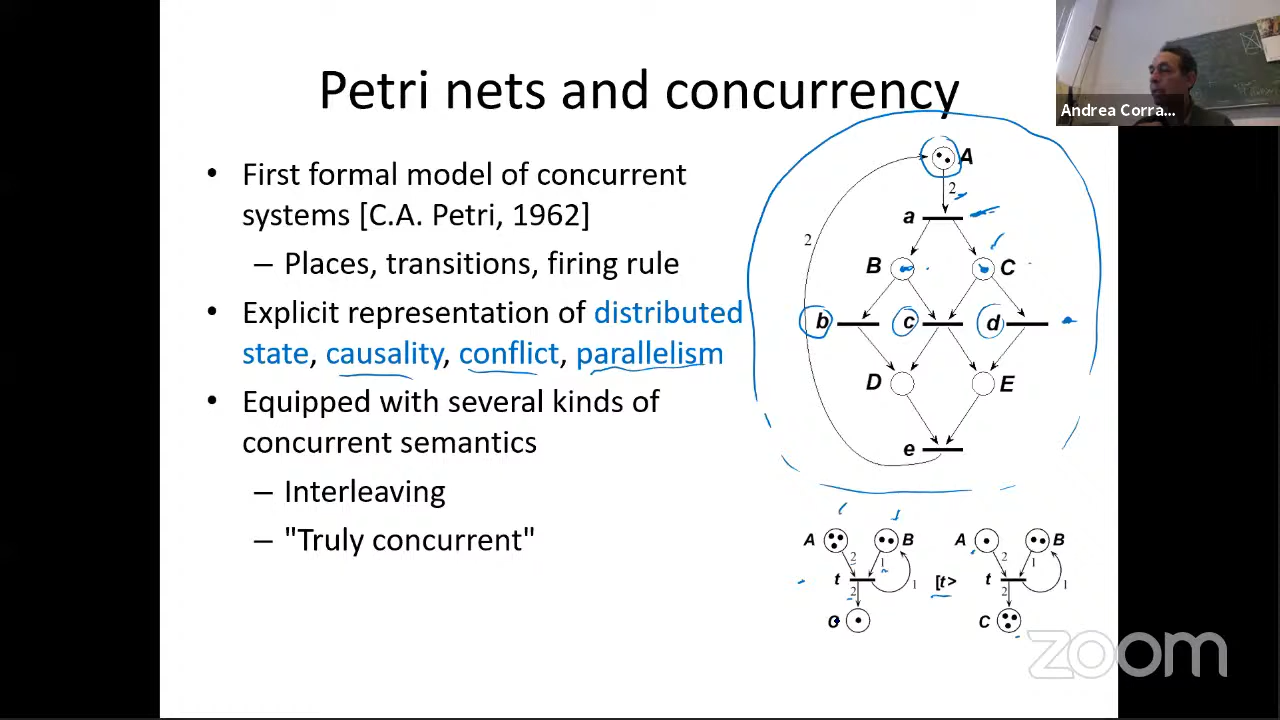 Petri nets and concurrency
Andrea Corra...
• First formal model of concurrent
systems [C.A. Petri, 1962]
– Places, transitions, firing rule
• Explicit representation of distributed
state, causality, conflict, parallelism
• Equipped with several kinds of
concurrent semantics
– Interleaving
– "Truly concurrent"
A
2
a
2
B C
b c d
D E
e
A B A B
2 1 2 1
t 1 [t> t 1
2 2
C C
zoom